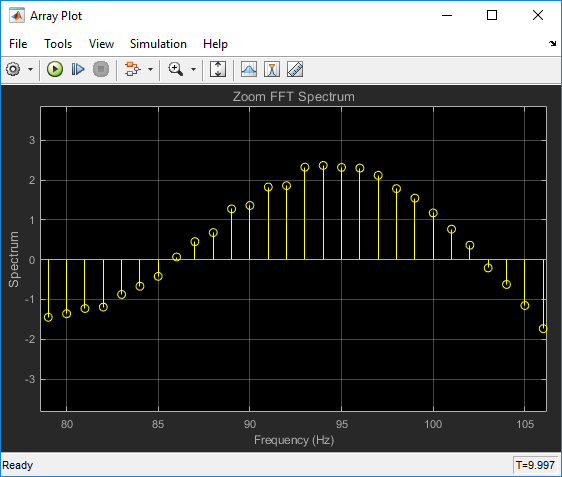 Array Plot
File Tools View Simulation Help
Zoom FFT Spectrum
3
2
1
0
-1
-2
-3
Spectrum
80 85 90 95 100 105
Frequency (Hz)
Ready T=9.997